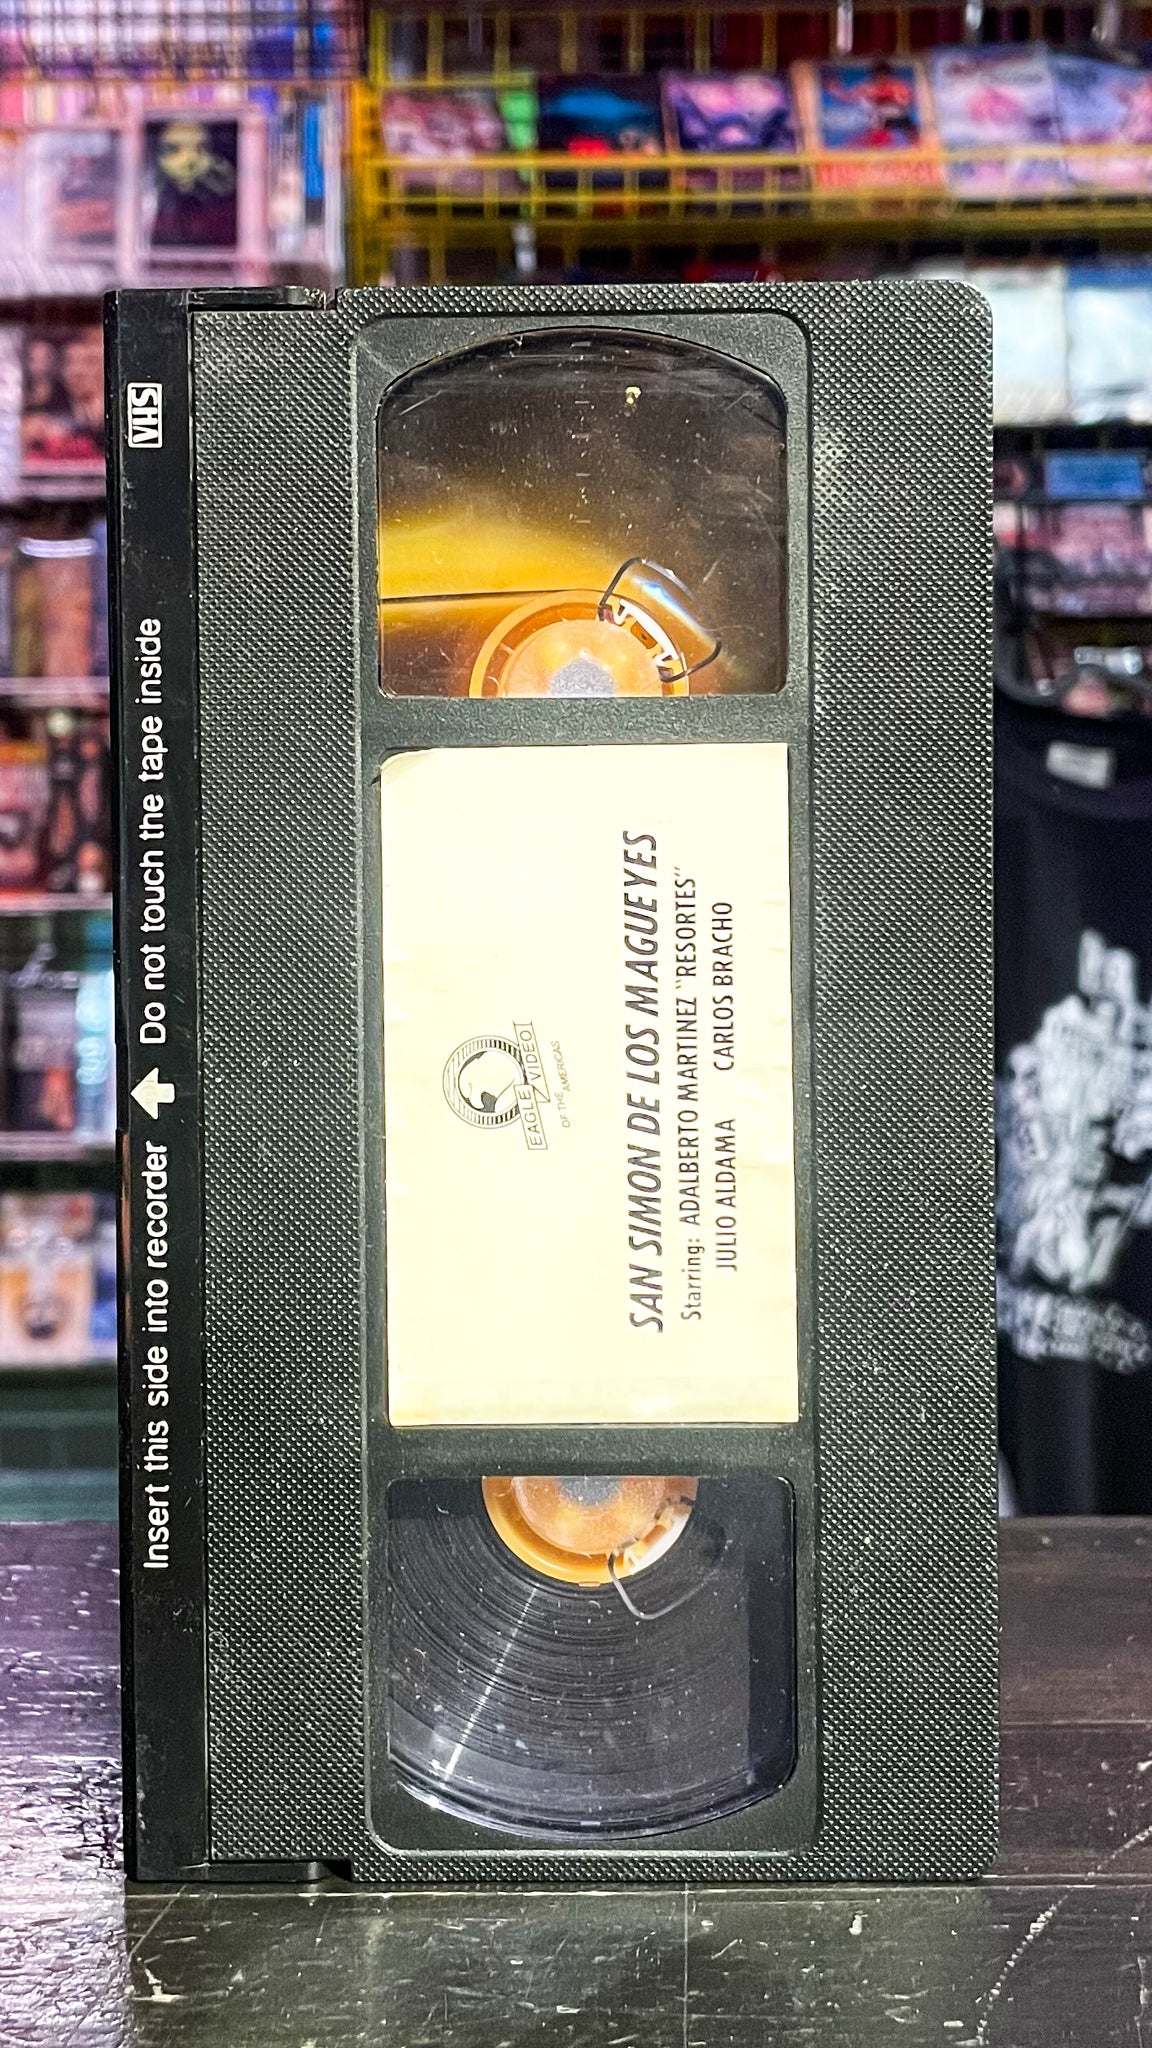 VHS
Insert this side into recorder ⬆ Do not touch the tape inside
EAGLE VIDEO
OF THE AMERICAS
SAN SIMON DE LOS MAGUEYES
Starring: ADALBERTO MARTINEZ "RESORTES"
JULIO ALDAMA CARLOS BRACHO